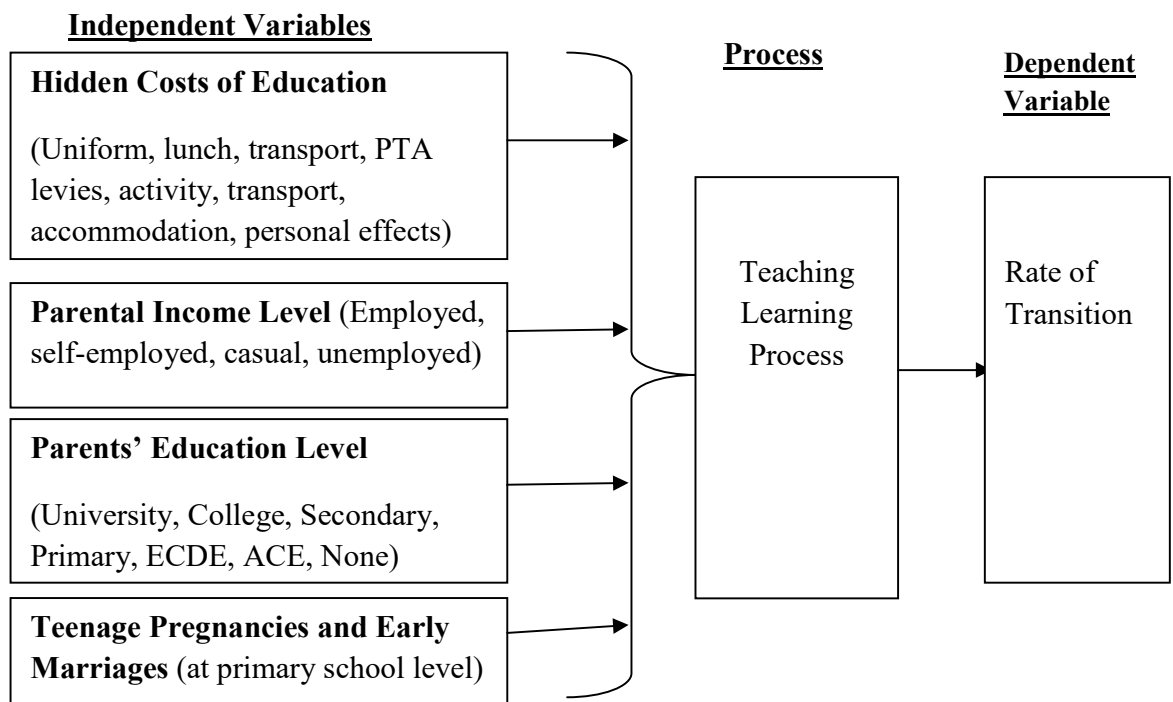 Independent Variables
Hidden Costs of Education
(Uniform, lunch, transport, PTA
levies, activity, transport,
accommodation, personal effects)
Parental Income Level (Employed,
self-employed, casual, unemployed)
Parents’ Education Level
(University, College, Secondary,
Primary, ECDE, ACE, None)
Teenage Pregnancies and Early
Marriages (at primary school level)
Process
Teaching
Learning
Process
Dependent
Variable
Rate of
Transition